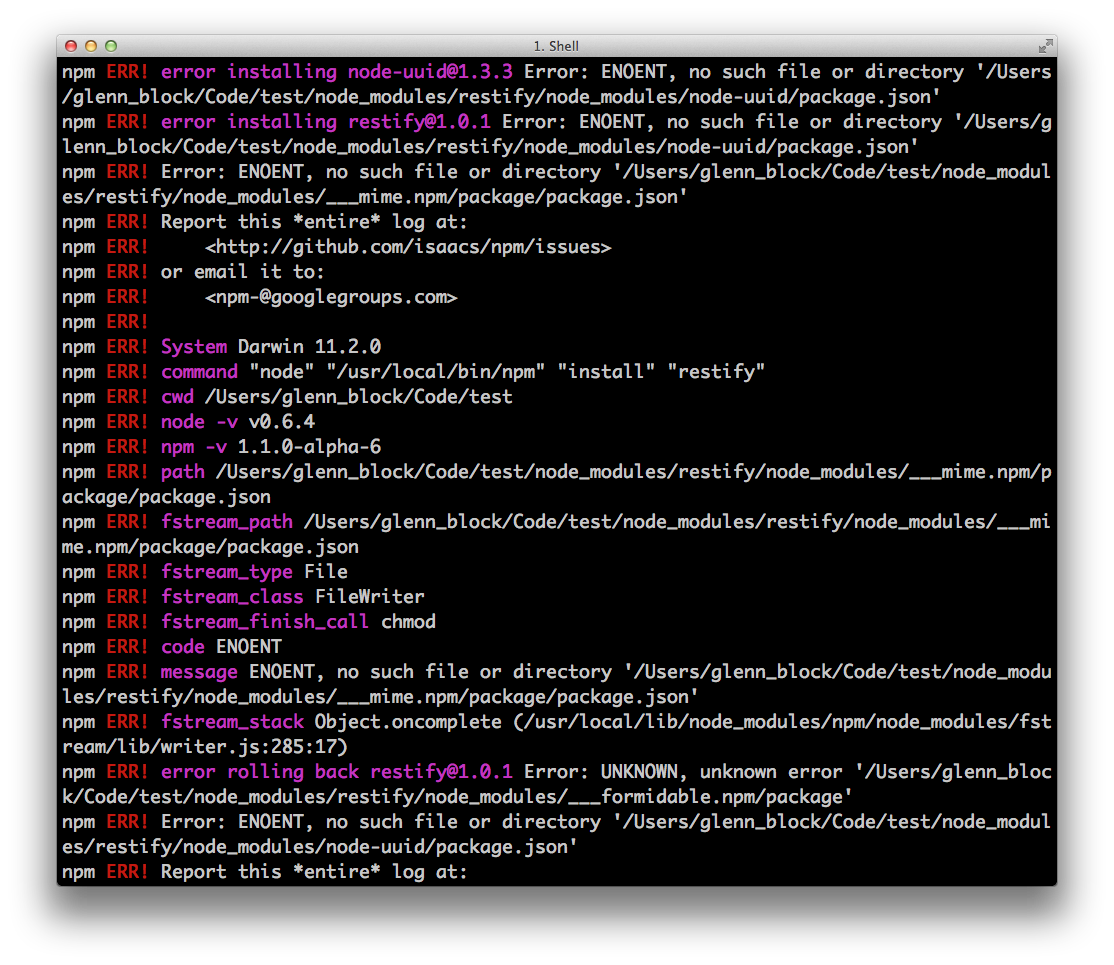 1. Shell
npm ERR! error installing node-uuid@1.3.3 Error: ENOENT, no such file or directory '/Users
/glenn_block/Code/test/node_modules/restify/node_modules/node-uuid/package.json'
npm ERR! error installing restify@1.0.1 Error: ENOENT, no such file or directory '/Users/g
lenn_block/Code/test/node_modules/restify/node_modules/node-uuid/package.json'
npm ERR! Error: ENOENT, no such file or directory '/Users/glenn_block/Code/test/node_modul
es/restify/node_modules/___mime.npm/package/package.json'
npm ERR! Report this *entire* log at:
npm ERR!     <http://github.com/isaacs/npm/issues>
npm ERR! or email it to:
npm ERR!     <npm-@googlegroups.com>
npm ERR!
npm ERR! System Darwin 11.2.0
npm ERR! command "node" "/usr/local/bin/npm" "install" "restify"
npm ERR! cwd /Users/glenn_block/Code/test
npm ERR! node -v v0.6.4
npm ERR! npm -v 1.1.0-alpha-6
npm ERR! path /Users/glenn_block/Code/test/node_modules/restify/node_modules/___mime.npm/p
ackage/package.json
npm ERR! fstream_path /Users/glenn_block/Code/test/node_modules/restify/node_modules/___mi
me.npm/package/package.json
npm ERR! fstream_type File
npm ERR! fstream_class FileWriter
npm ERR! fstream_finish_call chmod
npm ERR! code ENOENT
npm ERR! message ENOENT, no such file or directory '/Users/glenn_block/Code/test/node_modu
les/restify/node_modules/___mime.npm/package/package.json'
npm ERR! fstream_stack Object.oncomplete (/usr/local/lib/node_modules/npm/node_modules/fst
ream/lib/writer.js:285:17)
npm ERR! error rolling back restify@1.0.1 Error: UNKNOWN, unknown error '/Users/glenn_bloc
k/Code/test/node_modules/restify/node_modules/___formidable.npm/package'
npm ERR! Error: ENOENT, no such file or directory '/Users/glenn_block/Code/test/node_modul
es/restify/node_modules/node-uuid/package.json'
npm ERR! Report this *entire* log at: